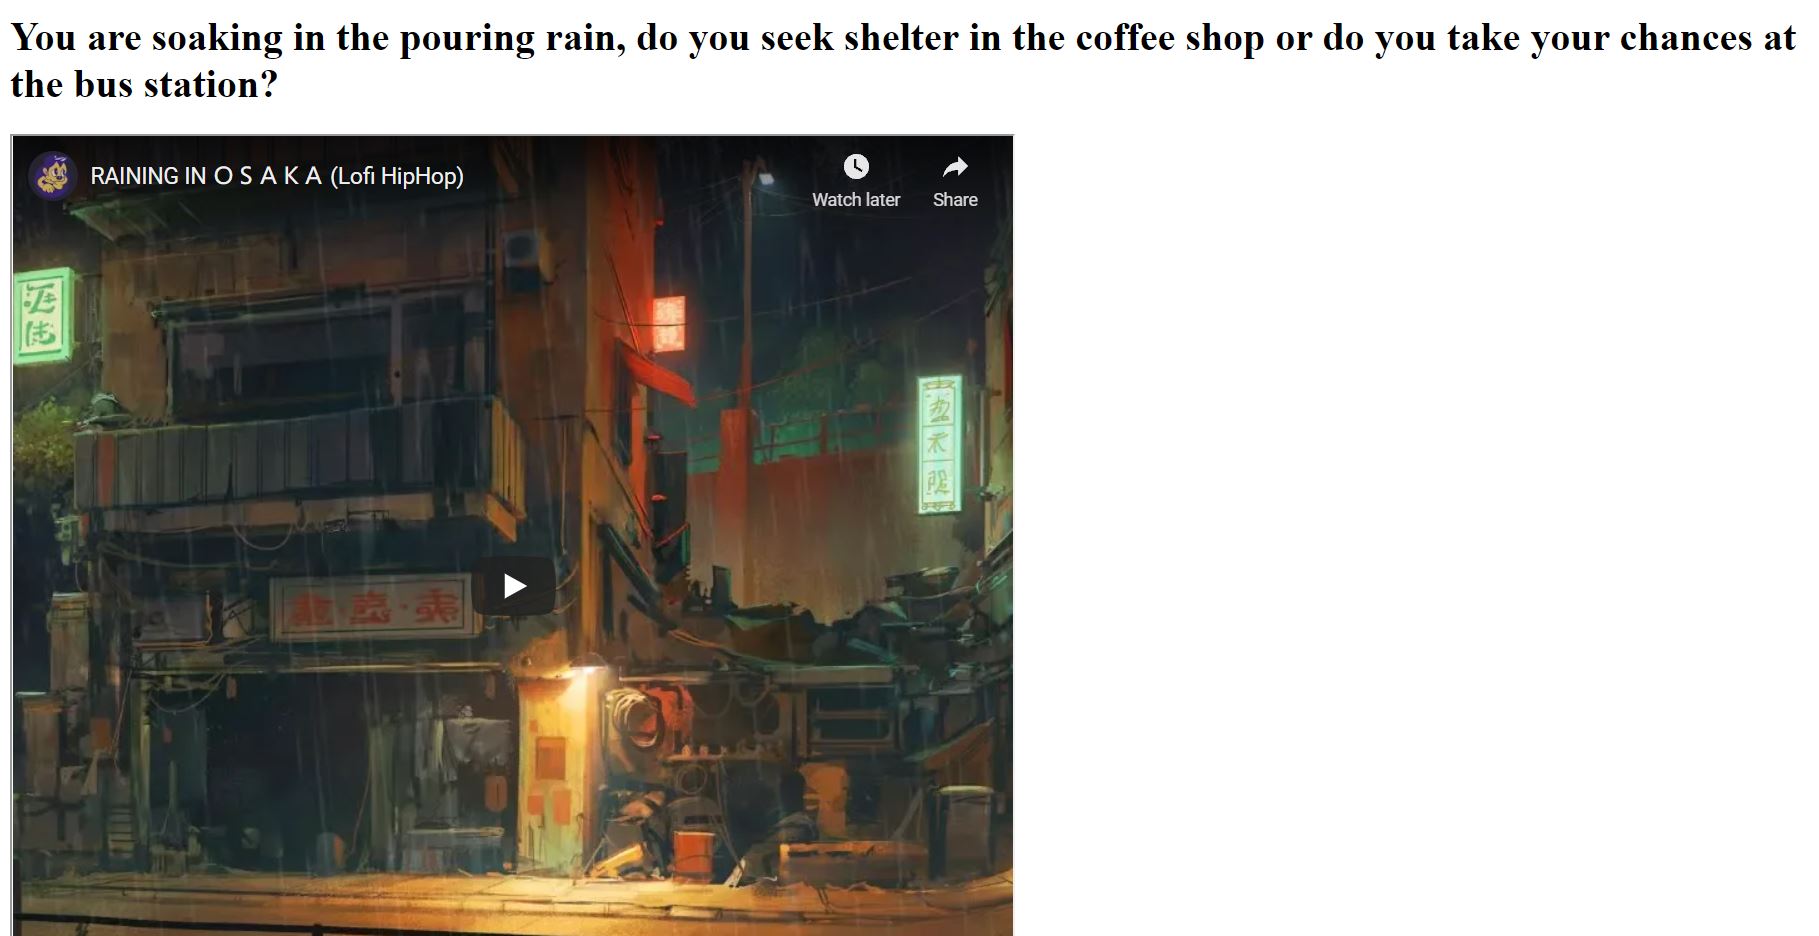 You are soaking in the pouring rain, do you seek shelter in the coffee shop or do you take your chances at
the bus station?
RAINING IN O S A K A (Lofi HipHop)
Watch later
Share